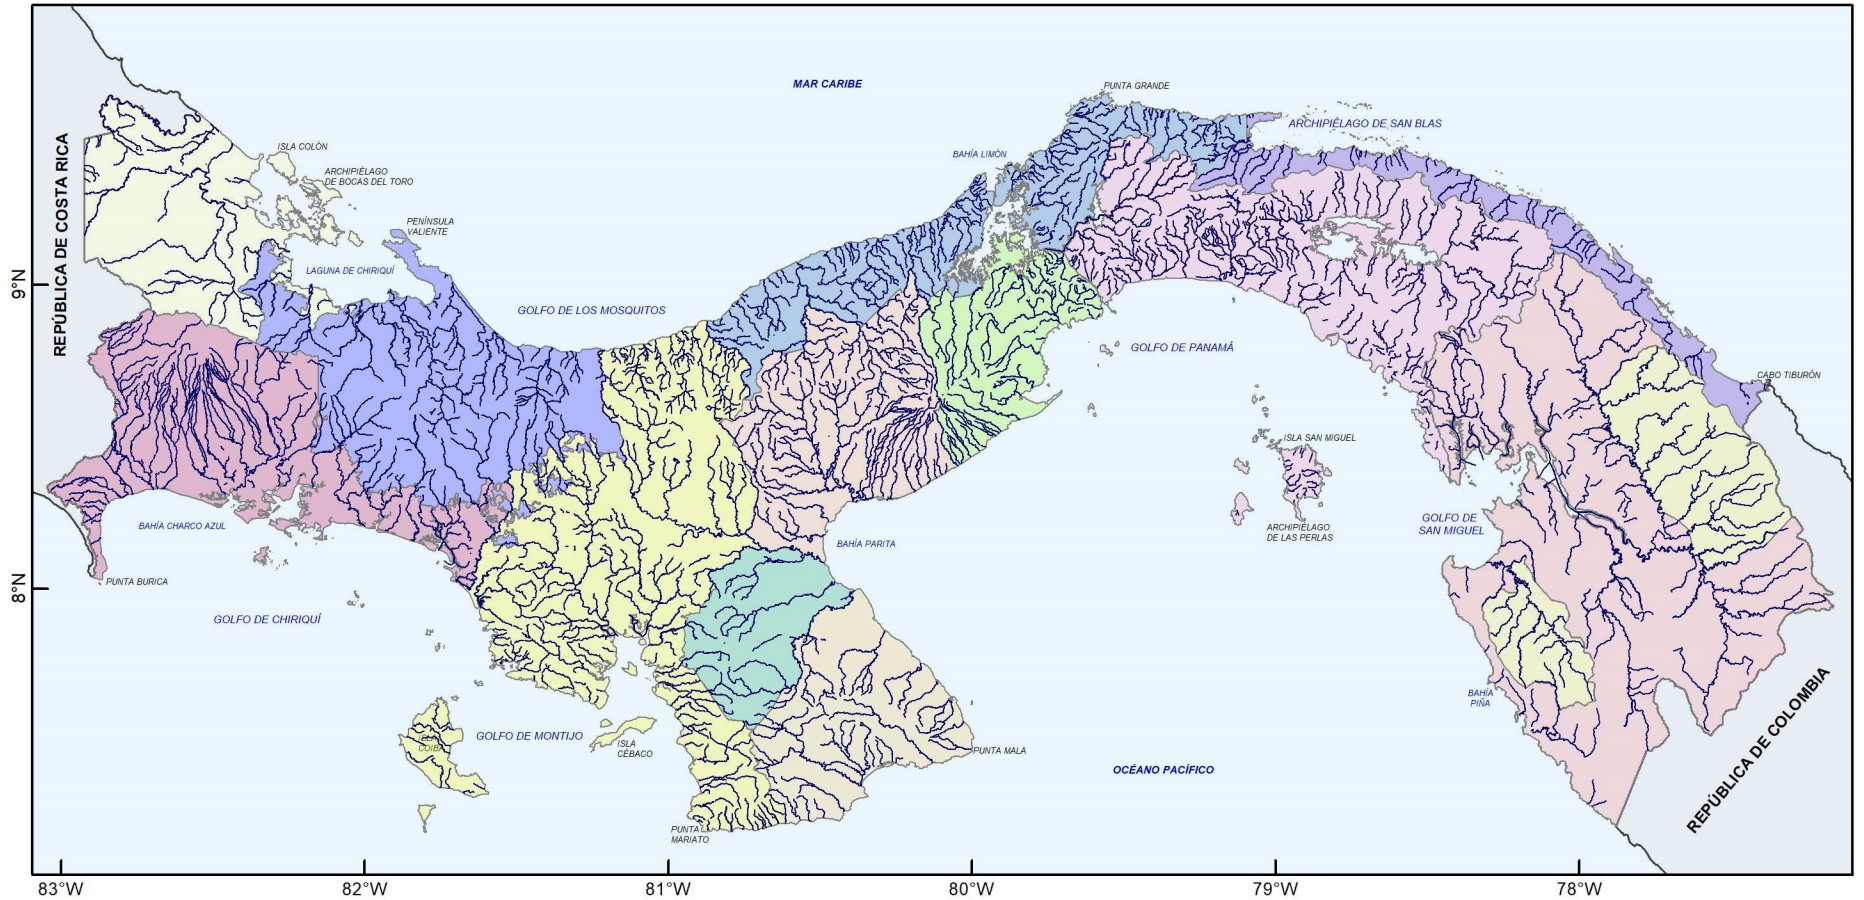 MAR CARIBE
PUNTA GRANDE
ARCHIPIÉLAGO DE SAN BLAS
REPÚBLICA DE COSTA RICA
ISLA COLÓN
BAHÍA LIMÓN
ARCHIPIÉLAGO
DE BOCAS DEL TORO
PENÍNSULA
VALIENTE
LAGUNA DE CHIRIQUÍ
9°N
GOLFO DE LOS MOSQUITOS
GOLFO DE PANAMÁ
CABO TIBURÓN
ISLA SAN MIGUEL
BAHÍA CHARCO AZUL
ARCHIPIÉLAGO
DE LAS PERLAS
GOLFO DE
SAN MIGUEL
BAHÍA PARITA
PUNTA BURICA
8°N
GOLFO DE CHIRIQUÍ
BAHÍA
PIÑA
ISLA
COIBA
GOLFO DE MONTIJO
ISLA
CÉBACO
PUNTA MALA
OCÉANO PACÍFICO
REPÚBLICA DE COLOMBIA
PUNTA
MARIATO
83°W
82°W
81°W
80°W
79°W
78°W